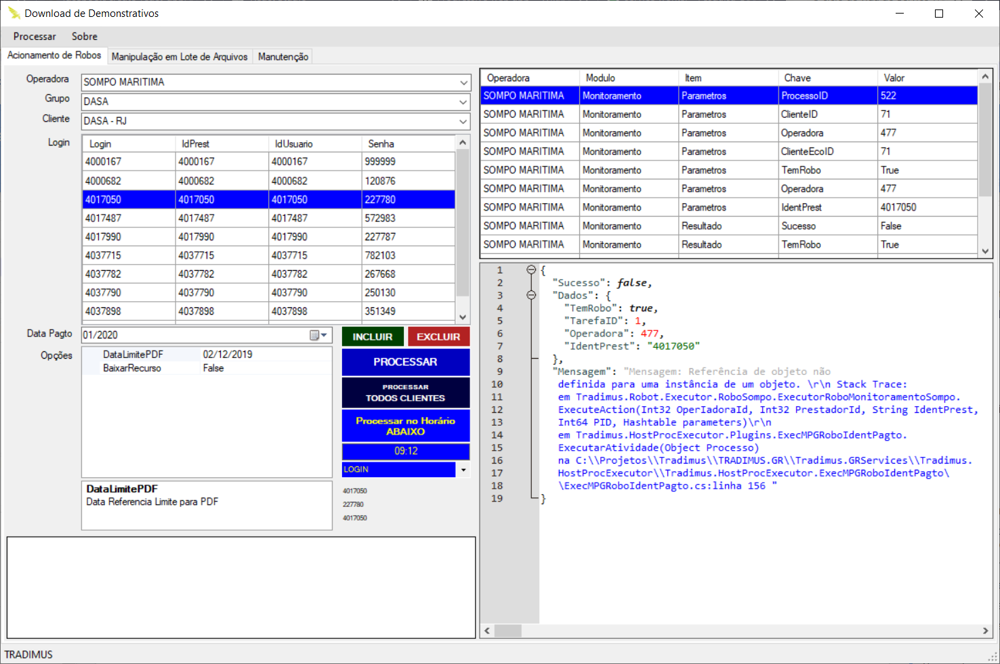 Download de Demonstrativos
Processar Sobre
Acionamento de Robos Manipulação em Lote de Arquivos Manutenção
Operadora SOMPO MARITIMA
Grupo DASA
Cliente DASA - RJ
Login
Login IdPrest IdUsuario Senha
4000167 4000167 4000167 999999
4000682 4000682 4000682 120876
4017050 4017050 4017050 227780
4017487 4017487 4017487 572983
4017990 4017990 4017990 227787
4037715 4037715 4037715 782103
4037782 4037782 4037782 267668
4037790 4037790 4037790 250130
4037898 4037898 4037898 351349
Data Pagto 01/2020
INCLUIR EXCLUIR
Opções
DataLimitePDF 02/12/2019
BaixarRecurso False
PROCESSAR
PROCESSAR
TODOS CLIENTES
Processar no Horário
ABAIXO
09:12
LOGIN
4017050
227780
4017050
DataLimitePDF
Data Referencia Limite para PDF
Operadora Modulo Item Chave Valor
SOMPO MARITIMA Monitoramento Parametros ProcessoID 522
SOMPO MARITIMA Monitoramento Parametros ClienteID 71
SOMPO MARITIMA Monitoramento Parametros Operadora 477
SOMPO MARITIMA Monitoramento Parametros ClienteEcoID 71
SOMPO MARITIMA Monitoramento Parametros TemRobo True
SOMPO MARITIMA Monitoramento Parametros Operadora 477
SOMPO MARITIMA Monitoramento Parametros IdentPrest 4017050
SOMPO MARITIMA Monitoramento Resultado Sucesso False
SOMPO MARITIMA Monitoramento Resultado TemRobo True
1 {
2 "Sucesso": false,
3 "Dados": {
4 "TemRobo": true,
5 "TarefaID": 1,
6 "Operadora": 477,
7 "IdentPrest": "4017050"
8 },
9 "Mensagem": "Mensagem: Referência de objeto não
10 definida para uma instância de um objeto. \r\n Stack Trace:
11 em Tradimus.Robot.Executor.RoboSompo.ExecutorRoboMonitoramentoSompo.
12 ExecuteAction(Int32 OperIadoraId, Int32 PrestadorId, String IdentPrest,
13 Int64 PID, Hashtable parameters)\r\n
14 em Tradimus.HostProcExecutor.Plugins.ExecMPGRoboIdentPagto.
15 ExecutarAtividade(Object Processo)
16 na C:\\Projetos\\Tradimus\\TRADIMUS.GR\\Tradimus.GRServices\\Tradimus.
17 HostProcExecutor\\Tradimus.HostProcExecutor.ExecMPGRoboIdentPagto\
18 \ExecMPGRoboIdentPagto.cs:linha 156 "
19 }
TRADIMUS